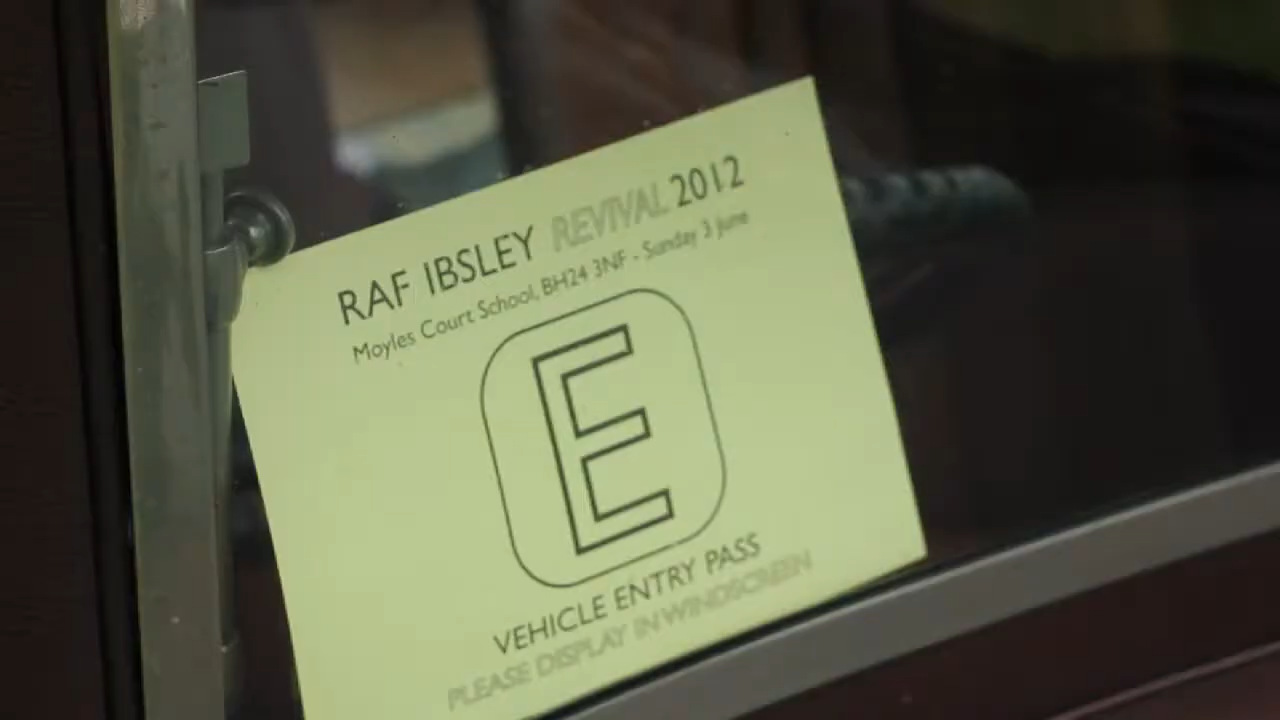 RAF IBSLEY REVIVAL 2012
Moyles Court School, BH24 3NF - Sunday 3 June
E
VEHICLE ENTRY PASS
PLEASE DISPLAY IN WINDSCREEN